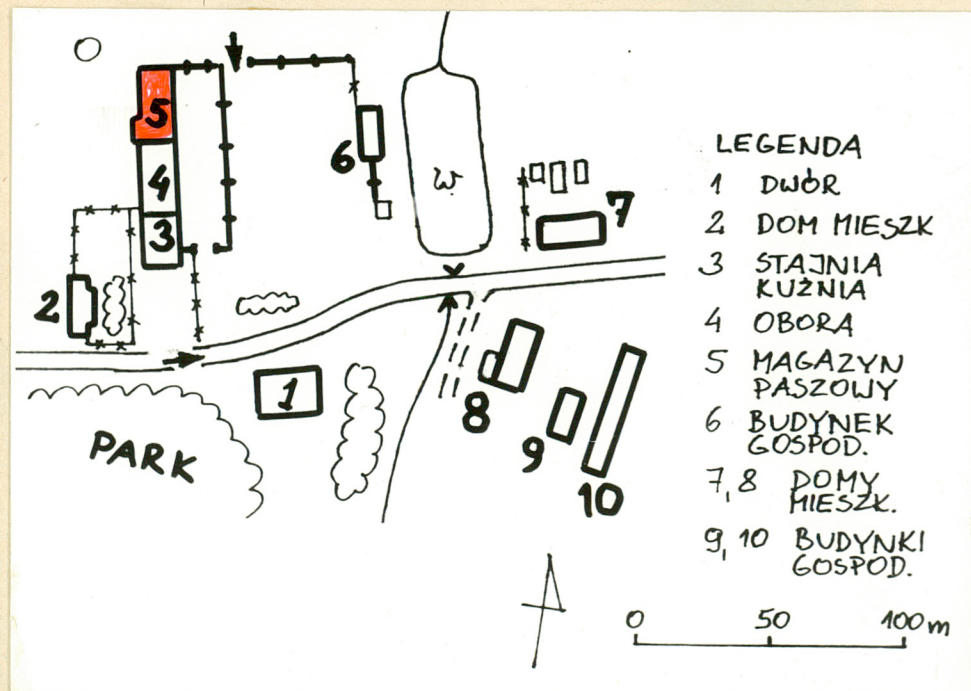 5
4
3
2
6
W.
7
1
PARK
8
9
10
LEGENDA
1 DWÓR
2 DOM MIESZK
3 STAJNIA
KUŹNIA
4 OBORA
5 MAGAZYN
PASZOWY
6 BUDYNEK
GOSPOD.
7,8 DOMY
MIESZK.
9,10 BUDYNKI
GOSPOD.
0 50 100m